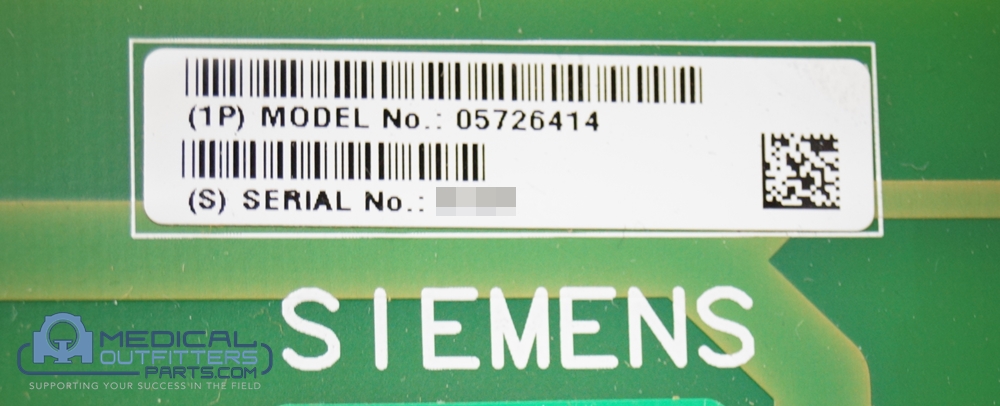 (1P) MODEL No.: 05726414
(S) SERIAL No.:
SIEMENS
MEDICAL
OUTFITTERS
PARTS.COM
SUPPORTING YOUR SUCCESS IN THE FIELD